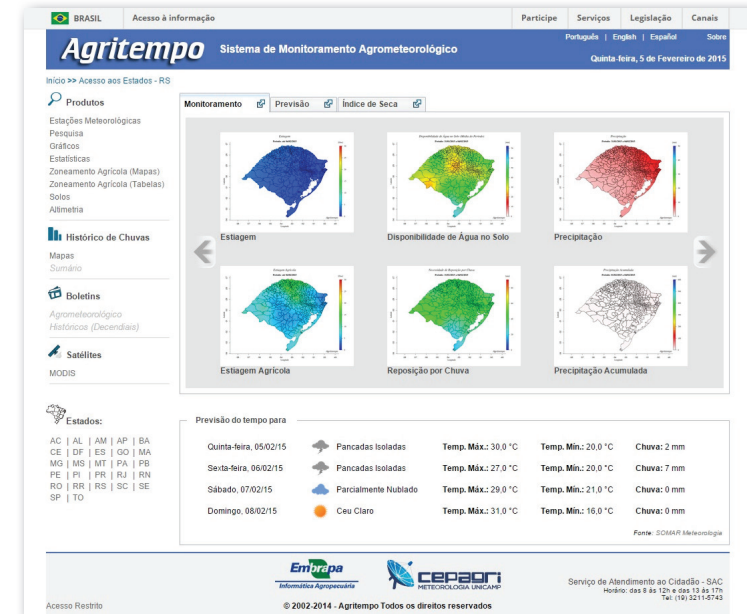 BRASIL Acesso à informação Participe Serviços Legislação Canais
Agritempo Sistema de Monitoramento Agrometeorológico
Português | English | Español Sobre
Quinta-feira, 5 de Fevereiro de 2015
Início >> Acesso aos Estados - RS
Produtos
Estações Meteorológicas
Pesquisa
Gráficos
Estatísticas
Zoneamento Agrícola (Mapas)
Zoneamento Agrícola (Tabelas)
Solos
Altimetria
Histórico de Chuvas
Mapas
Sumário
Boletins
Agrometeorológico
Históricos (Decendiais)
Satélites
MODIS
Estados:
AC | AL | AM | AP | BA
CE | DF | ES | GO | MA
MG | MS | MT | PA | PB
PE | PI | PR | RJ | RN
RO | RR | RS | SC | SE
SP | TO
Monitoramento Previsão Índice de Seca
Estiagem Disponibilidade de Água no Solo Precipitação
Estiagem Agrícola Reposição por Chuva Precipitação Acumulada
Previsão do tempo para
Quinta-feira, 05/02/15 Pancadas Isoladas Temp. Máx.: 30,0 °C Temp. Mín.: 20,0 °C Chuva: 2 mm
Sexta-feira, 06/02/15 Pancadas Isoladas Temp. Máx.: 27,0 °C Temp. Mín.: 20,0 °C Chuva: 7 mm
Sábado, 07/02/15 Parcialmente Nublado Temp. Máx.: 29,0 °C Temp. Mín.: 21,0 °C Chuva: 0 mm
Domingo, 08/02/15 Ceu Claro Temp. Máx.: 31,0 °C Temp. Mín.: 16,0 °C Chuva: 0 mm
Fonte: SOMAR Meteorologia
Embrapa
Informática Agropecuária
cepagri
METEOROLOGIA UNICAMP
Serviço de Atendimento ao Cidadão - SAC
Horário: das 8 às 12h e das 13 às 17h
Tel: (19) 3211-5743
Acesso Restrito
© 2002-2014 - Agritempo Todos os direitos reservados